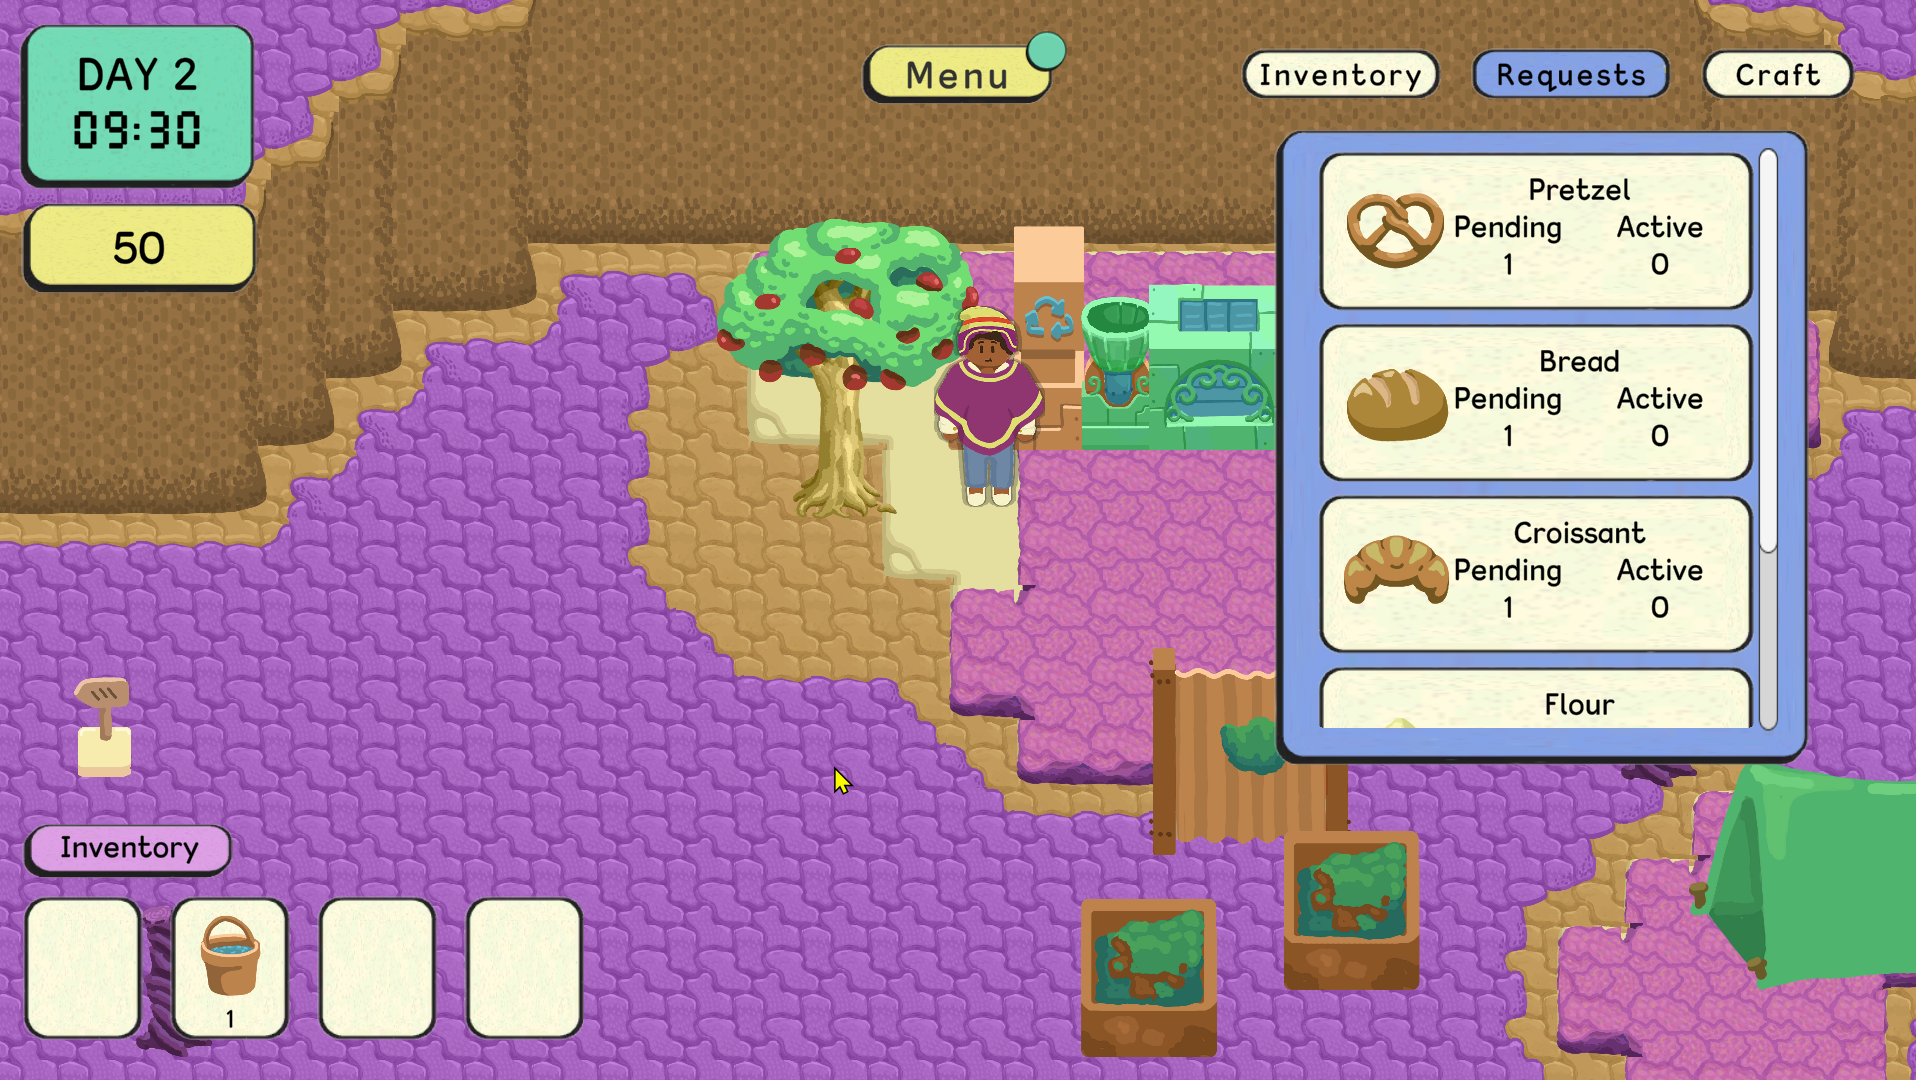 DAY 2
09:30
50
Menu
Inventory
Requests
Craft
Pretzel
Pending Active
1 0
Bread
Pending Active
1 0
Croissant
Pending Active
1 0
Flour
Inventory
1